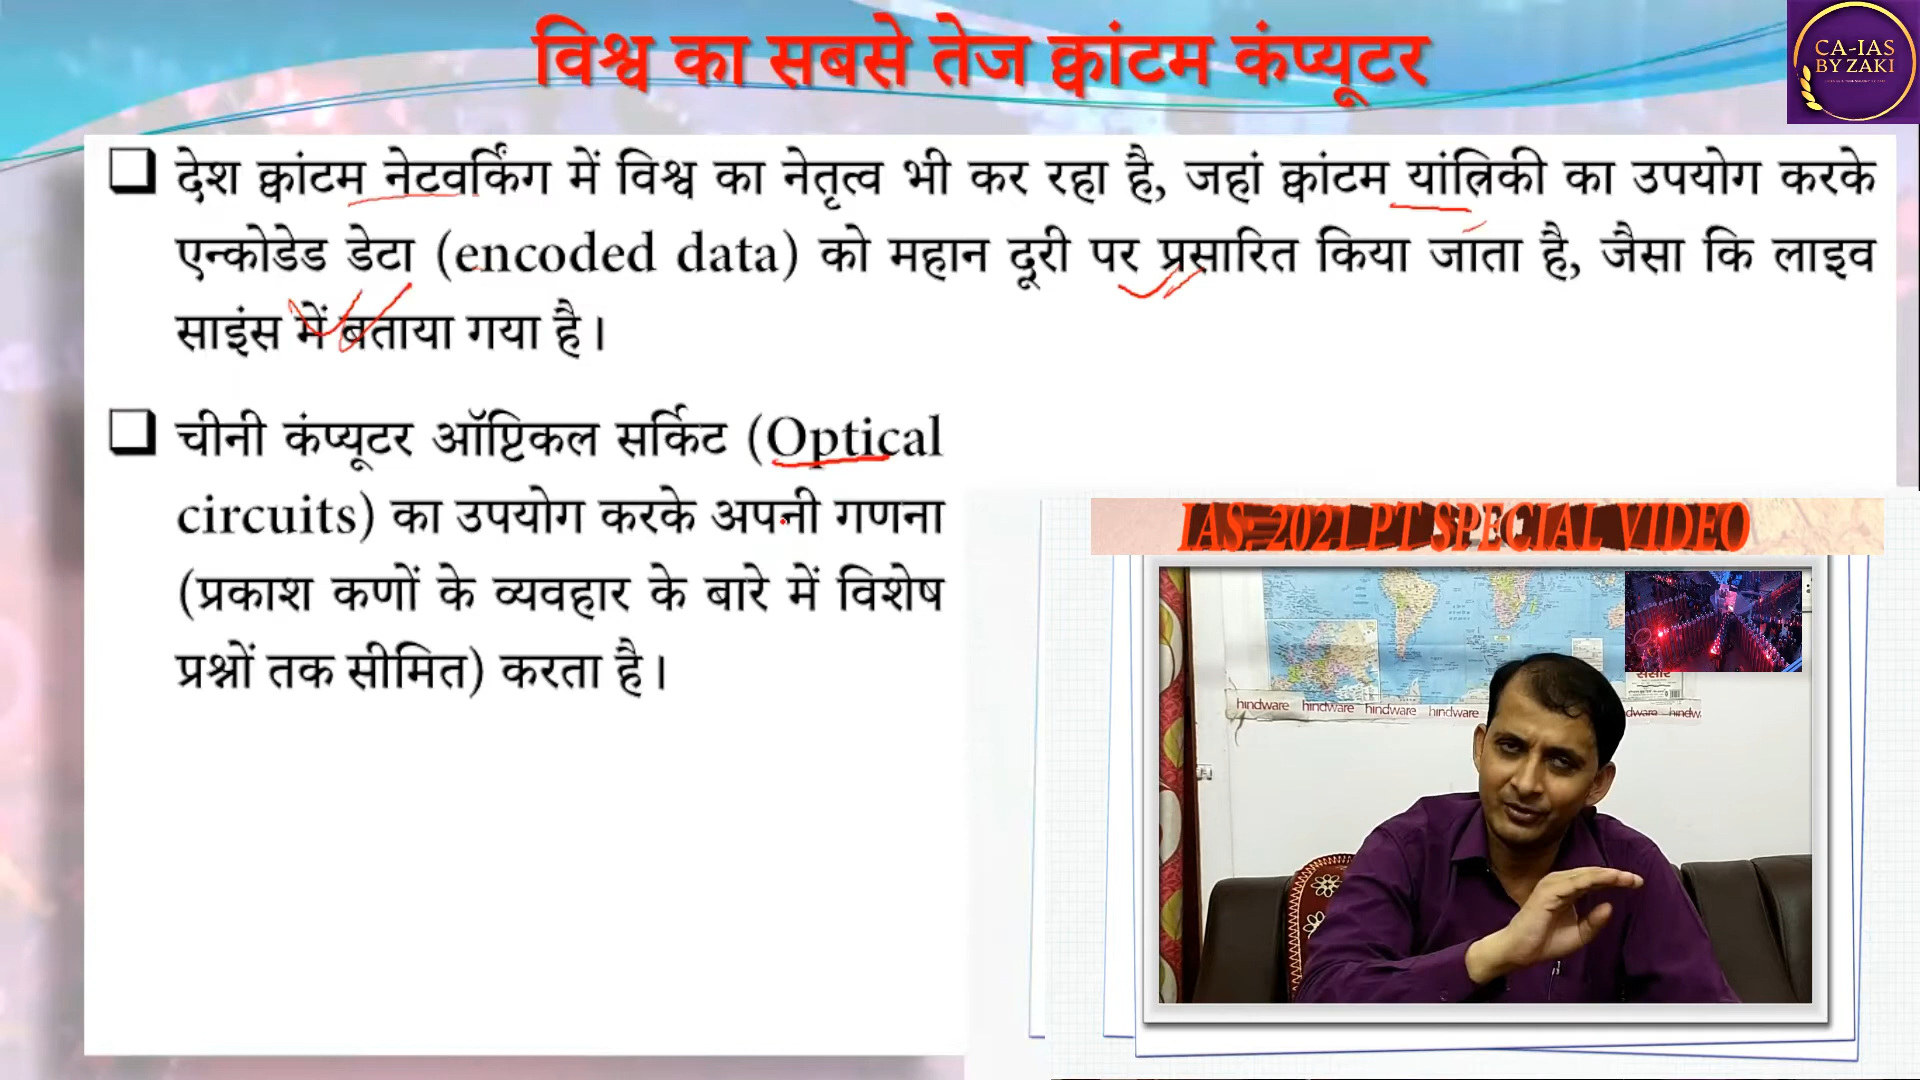 विश्व का सबसे तेज क्वांटम कंप्यूटर
CA-IAS
BY ZAKI
देश क्वांटम नेटवर्किंग में विश्व का नेतृत्व भी कर रहा है, जहां क्वांटम यांत्रिकी का उपयोग करके
एन्कोडेड डेटा (encoded data) को महान दूरी पर प्रसारित किया जाता है, जैसा कि लाइव
साइंस में बताया गया है।
चीनी कंप्यूटर ऑप्टिकल सर्किट (Optical
circuits) का उपयोग करके अपनी गणना
(प्रकाश कणों के व्यवहार के बारे में विशेष
प्रश्नों तक सीमित) करता है।
IAS: 2021 PT SPECIAL VIDEO
संसार
hindware hindware hindware hindware dware hindw